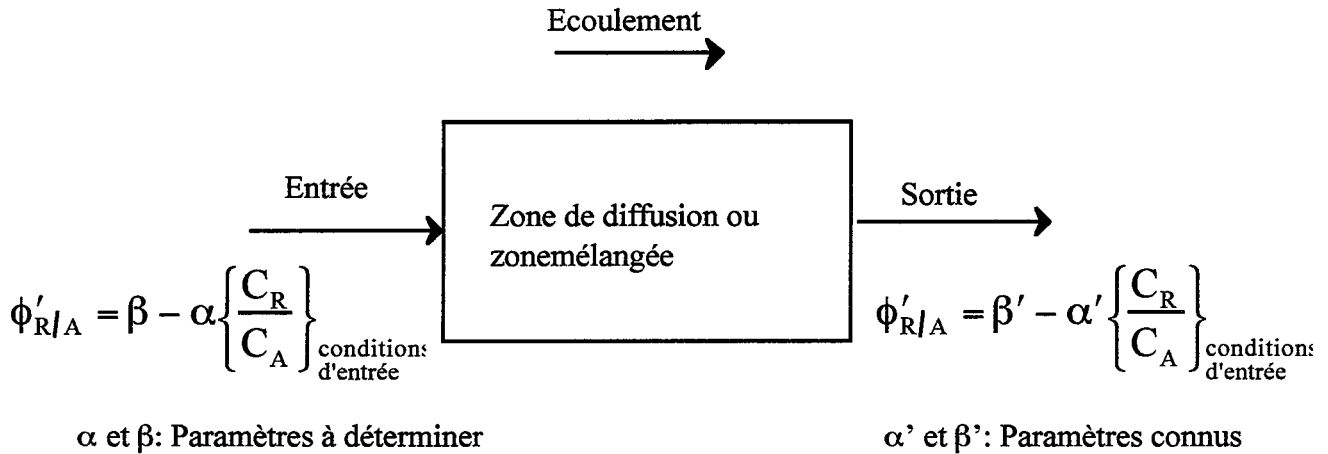 Ecoulement
Entrée
Sortie
Zone de diffusion ou
zonemélangée
ϕ′R/A = β − α{CR/CA}conditions d'entrée
ϕ′R/A = β′ − α′{CR/CA}conditions d'entrée
α et β: Paramètres à déterminer
α’ et β’: Paramètres connus